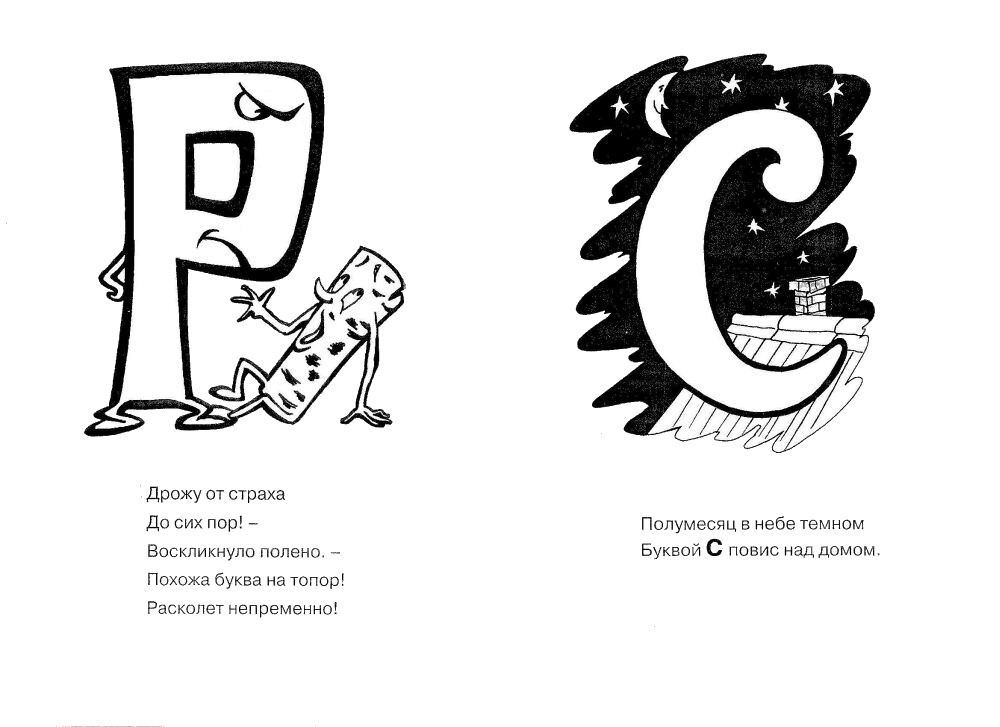 Р
Дрожу от страха
До сих пор! –
Воскликнуло полено. –
Похожа буква на топор!
Расколет непременно!
С
Полумесяц в небе темном
Буквой С повис над домом.